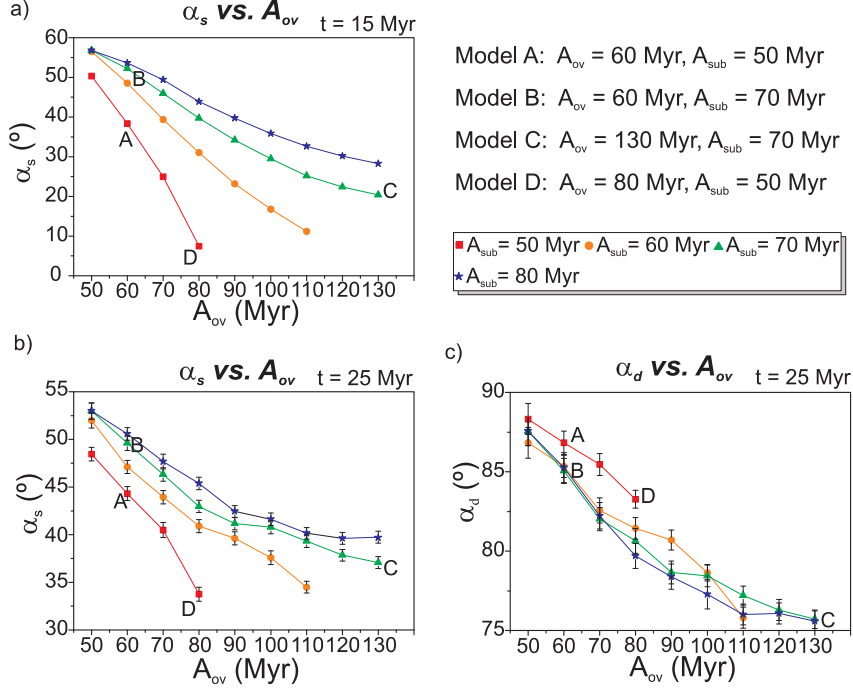 a)
αs vs. Aov
t = 15 Myr
αs (º)
60
50
40
30
20
10
0
A
B
C
D
50 60 70 80 90 100 110 120 130
Aov (Myr)
Model A: Aov = 60 Myr, Asub = 50 Myr
Model B: Aov = 60 Myr, Asub = 70 Myr
Model C: Aov = 130 Myr, Asub = 70 Myr
Model D: Aov = 80 Myr, Asub = 50 Myr
Asub = 50 Myr Asub = 60 Myr Asub = 70 Myr
Asub = 80 Myr
b)
αs vs. Aov
t = 25 Myr
αs (º)
55
50
45
40
35
30
B
A
C
D
50 60 70 80 90 100 110 120 130
Aov (Myr)
c)
αd vs. Aov
t = 25 Myr
αd (º)
90
85
80
75
A
B
D
C
50 60 70 80 90 100 110 120 130
Aov (Myr)